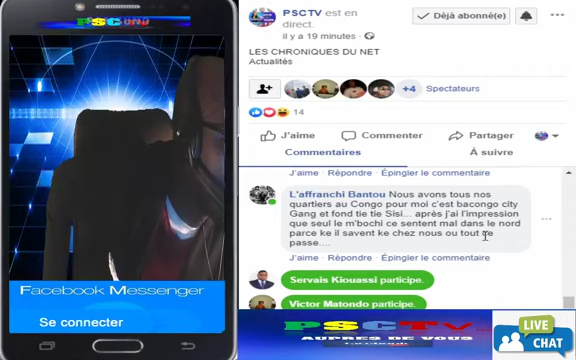 PSCTV
PSCTV est en
direct.
il y a 19 minutes
Déjà abonné(e)
LES CHRONIQUES DU NET
Actualités
+4 Spectateurs
14
J'aime Commenter Partager
Commentaires À suivre
J'aime · Répondre · Épingler le commentaire
L'affranchi Bantou Nous avons tous nos
quartiers au Congo pour moi c'est bacongo city
Gang et fond tie tie Sisi... après j'ai l'impression
que seul le m'bochi ce sentent mal dans le nord
parce ke il savent ke chez nous ou tout ce
passe....
J'aime · Répondre · Épingler le commentaire
Servais Kiouassi participe.
Victor Matondo participe.
Facebook Messenger
Se connecter
PSCTV
AUPRES DE VOUS
LIVE
CHAT